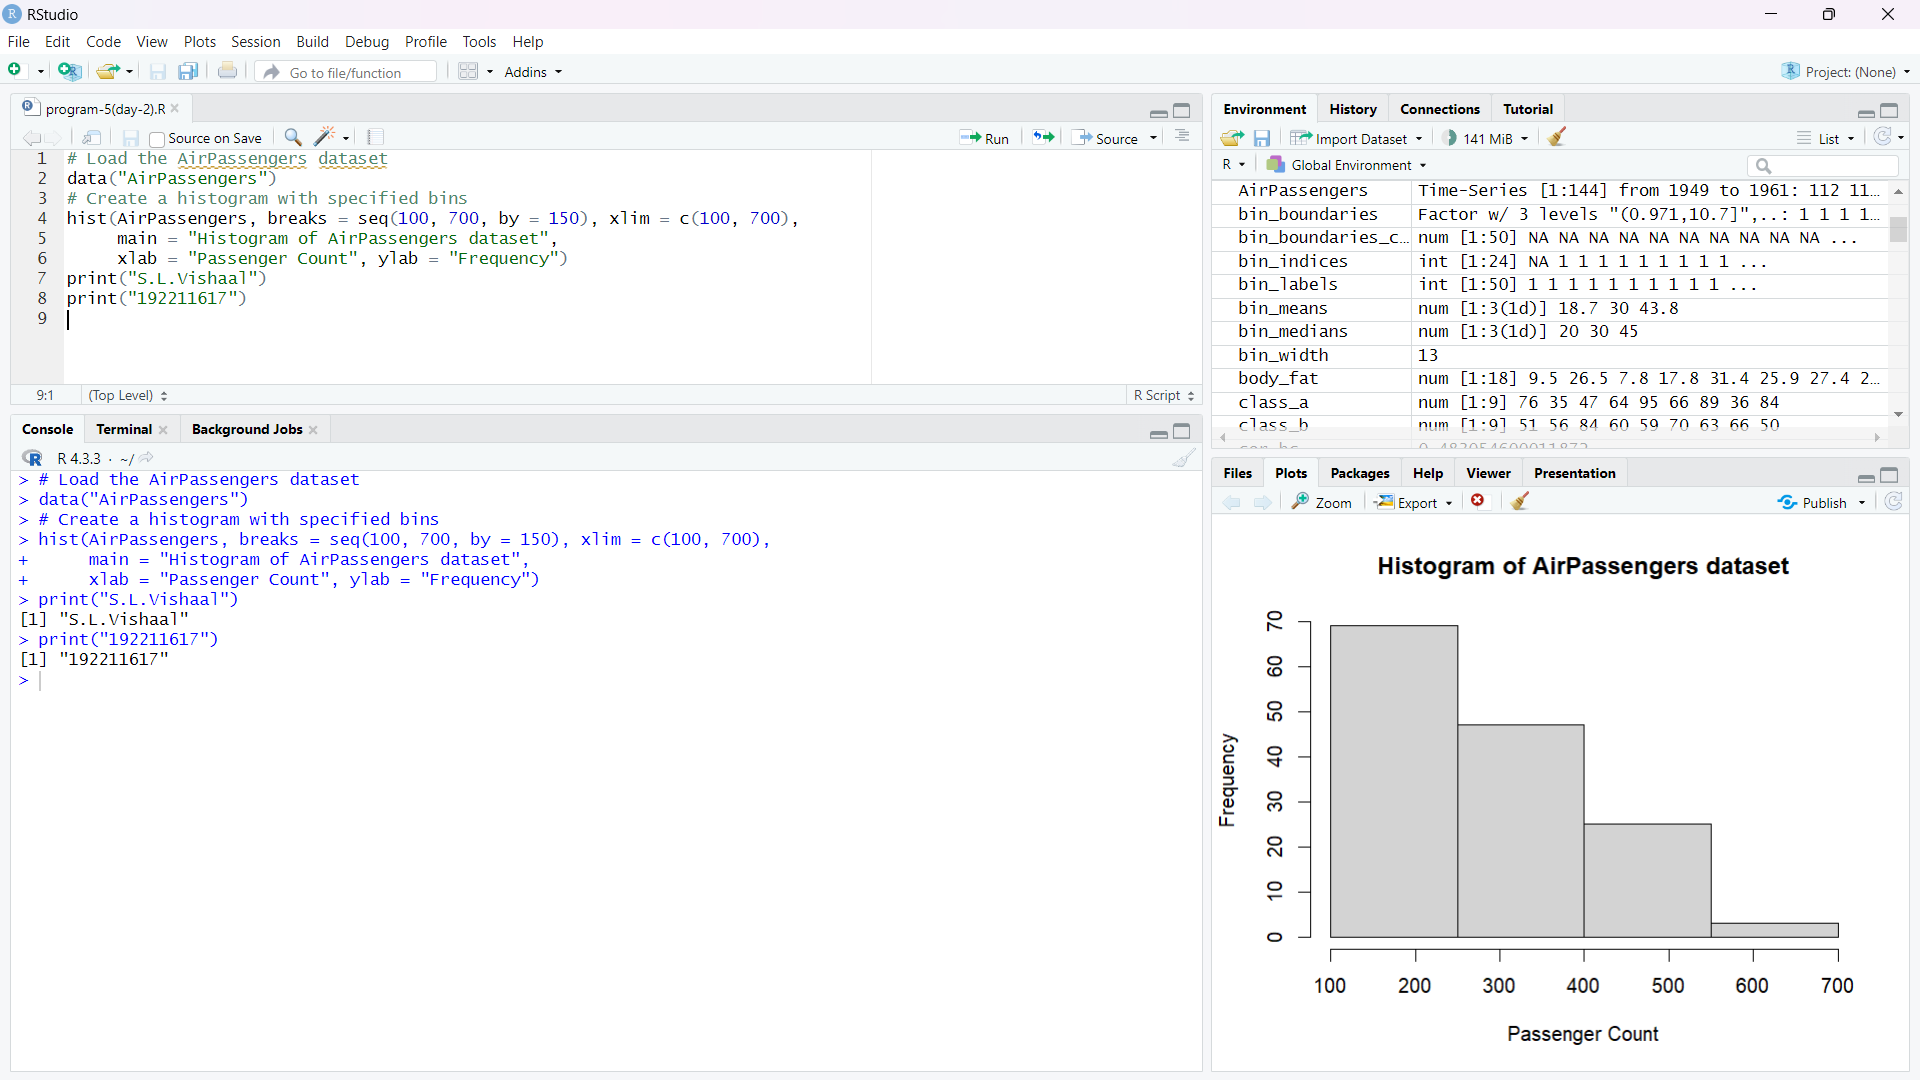 RStudio
File Edit Code View Plots Session Build Debug Profile Tools Help
Go to file/function Addins Project: (None)
program-5(day-2).R
Source on Save Run Source
1 # Load the AirPassengers dataset
2 data("AirPassengers")
3 # Create a histogram with specified bins
4 hist(AirPassengers, breaks = seq(100, 700, by = 150), xlim = c(100, 700),
5 main = "Histogram of AirPassengers dataset",
6 xlab = "Passenger Count", ylab = "Frequency")
7 print("S.L.Vishaal")
8 print("192211617")
9
9:1 (Top Level) R Script
Console Terminal Background Jobs
R 4.3.3 · ~/
> # Load the AirPassengers dataset
> data("AirPassengers")
> # Create a histogram with specified bins
> hist(AirPassengers, breaks = seq(100, 700, by = 150), xlim = c(100, 700),
+ main = "Histogram of AirPassengers dataset",
+ xlab = "Passenger Count", ylab = "Frequency")
> print("S.L.Vishaal")
[1] "S.L.Vishaal"
> print("192211617")
[1] "192211617"
>
Environment History Connections Tutorial
Import Dataset 141 MiB List
R Global Environment
AirPassengers Time-Series [1:144] from 1949 to 1961: 112 11...
bin_boundaries Factor w/ 3 levels "(0.971,10.7]",..: 1 1 1 1...
bin_boundaries_c... num [1:50] NA NA NA NA NA NA NA NA NA NA ...
bin_indices int [1:24] NA 1 1 1 1 1 1 1 1 1 ...
bin_labels int [1:50] 1 1 1 1 1 1 1 1 1 1 ...
bin_means num [1:3(1d)] 18.7 30 43.8
bin_medians num [1:3(1d)] 20 30 45
bin_width 13
body_fat num [1:18] 9.5 26.5 7.8 17.8 31.4 25.9 27.4 2...
class_a num [1:9] 76 35 47 64 95 66 89 36 84
class_b num [1:9] 51 56 84 60 59 70 63 66 50
Files Plots Packages Help Viewer Presentation
Zoom Export Publish
Histogram of AirPassengers dataset
Frequency
70
60
50
40
30
20
10
0
100 200 300 400 500 600 700
Passenger Count